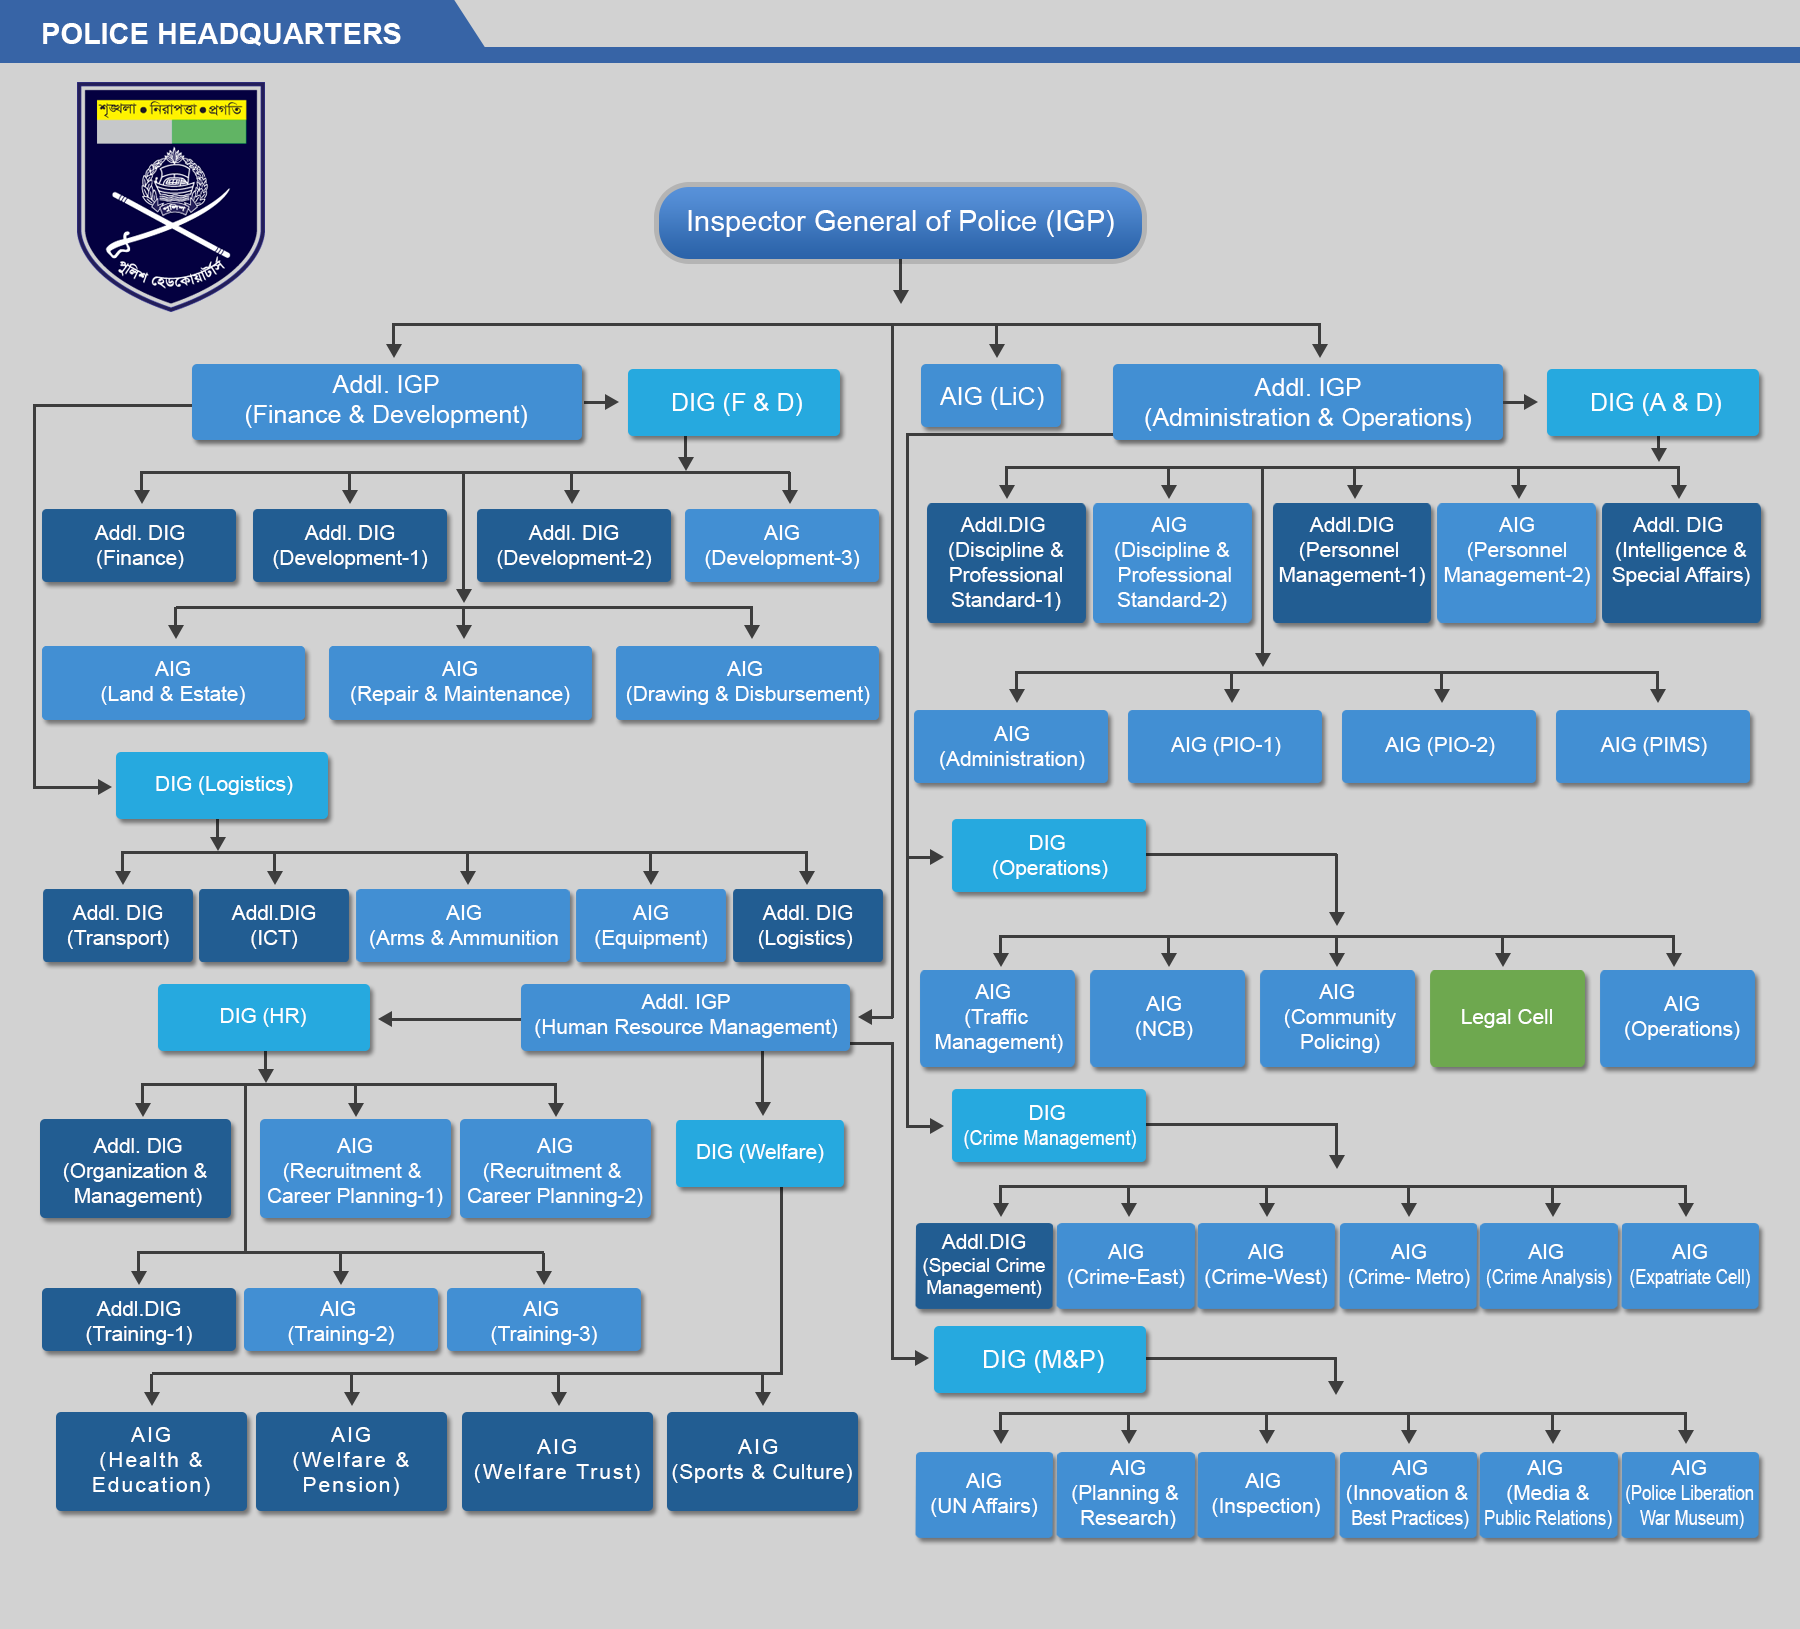 POLICE HEADQUARTERS
শৃঙ্খলা ● নিরাপত্তা ● প্রগতি
পুলিশ
পুলিশ হেডকোয়ার্টার্স
Inspector General of Police (IGP)
Addl. IGP
(Finance & Development)
DIG (F & D)
AIG (LiC)
Addl. IGP
(Administration & Operations)
DIG (A & D)
Addl. DIG
(Finance)
Addl. DIG
(Development-1)
Addl. DIG
(Development-2)
AIG
(Development-3)
Addl.DIG
(Discipline &
Professional
Standard-1)
AIG
(Discipline &
Professional
Standard-2)
Addl.DIG
(Personnel
Management-1)
AIG
(Personnel
Management-2)
Addl. DIG
(Intelligence &
Special Affairs)
AIG
(Land & Estate)
AIG
(Repair & Maintenance)
AIG
(Drawing & Disbursement)
AIG
(Administration)
AIG (PIO-1)
AIG (PIO-2)
AIG (PIMS)
DIG (Logistics)
DIG
(Operations)
Addl. DIG
(Transport)
Addl.DIG
(ICT)
AIG
(Arms & Ammunition
AIG
(Equipment)
Addl. DIG
(Logistics)
AIG
(Traffic
Management)
AIG
(NCB)
AIG
(Community
Policing)
Legal Cell
AIG
(Operations)
DIG (HR)
Addl. IGP
(Human Resource Management)
DIG
(Crime Management)
Addl. DIG
(Organization &
Management)
AIG
(Recruitment &
Career Planning-1)
AIG
(Recruitment &
Career Planning-2)
DIG (Welfare)
Addl.DIG
(Special Crime
Management)
AIG
(Crime-East)
AIG
(Crime-West)
AIG
(Crime- Metro)
AIG
(Crime Analysis)
AIG
(Expatriate Cell)
Addl.DIG
(Training-1)
AIG
(Training-2)
AIG
(Training-3)
DIG (M&P)
AIG
(Health &
Education)
AIG
(Welfare &
Pension)
AIG
(Welfare Trust)
AIG
(Sports & Culture)
AIG
(UN Affairs)
AIG
(Planning &
Research)
AIG
(Inspection)
AIG
(Innovation &
Best Practices)
AIG
(Media &
Public Relations)
AIG
(Police Liberation
War Museum)